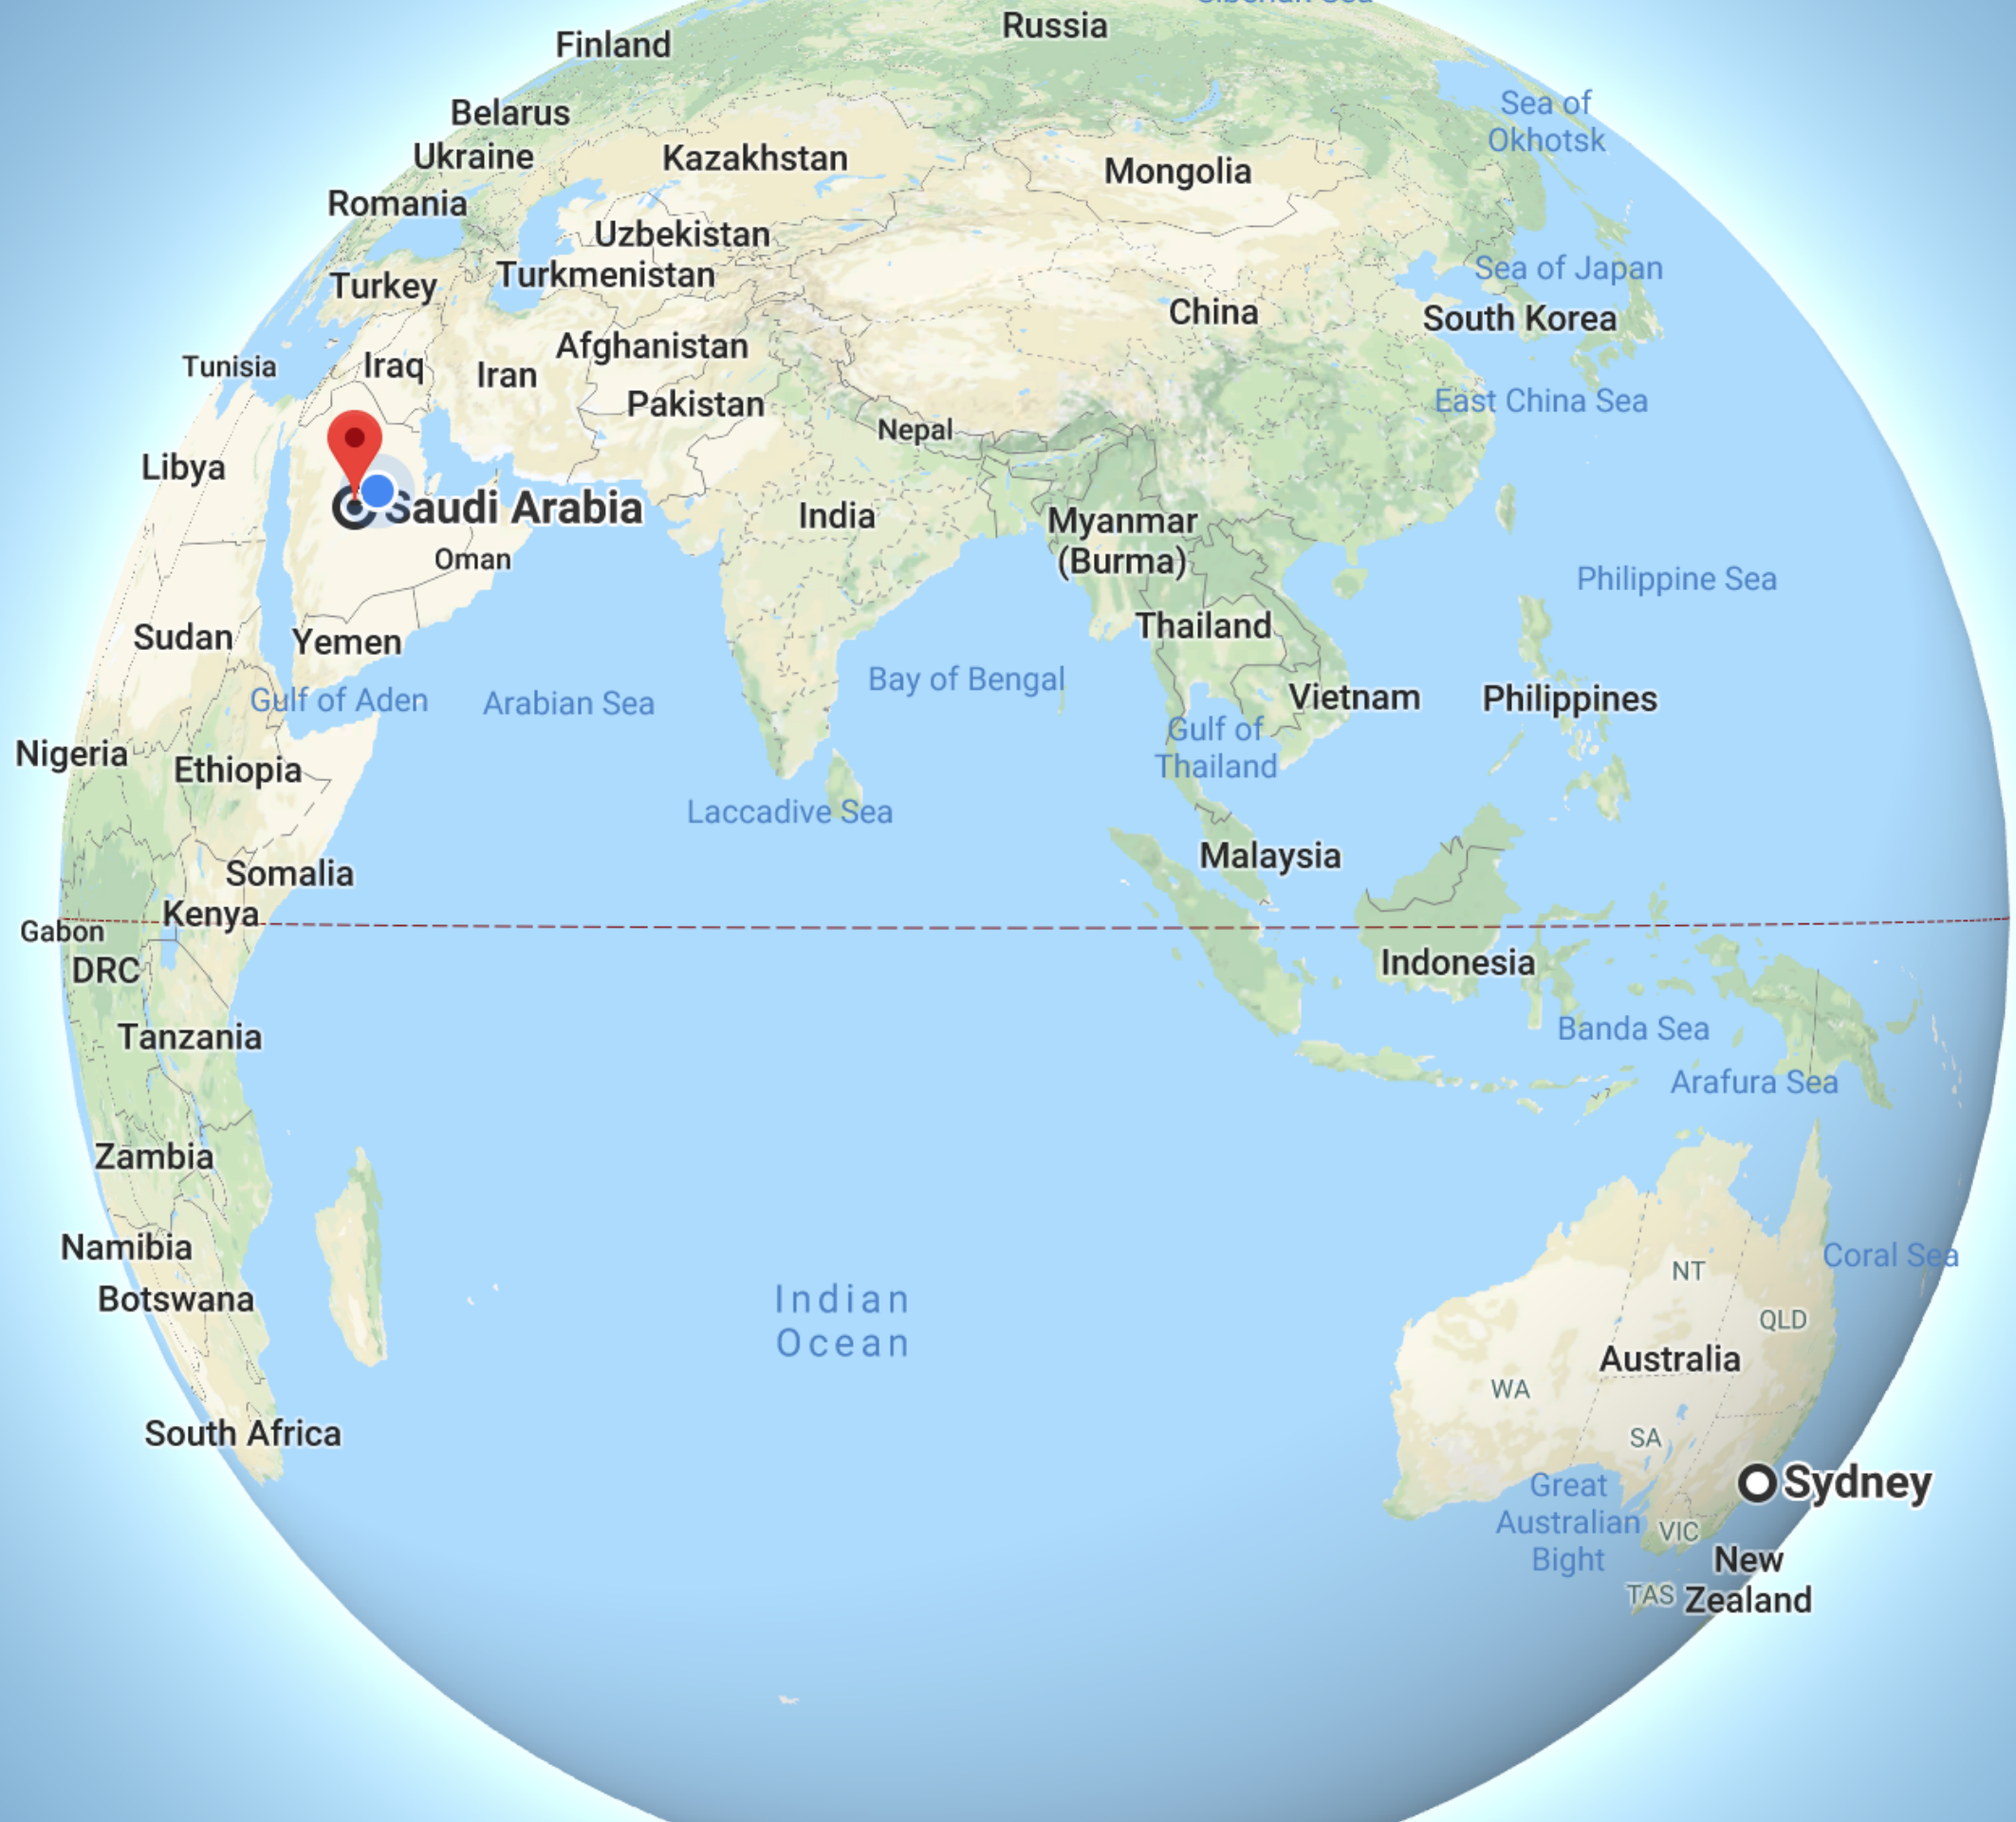 Siberian Sea
Russia
Finland
Sea of
Okhotsk
Belarus
Ukraine
Kazakhstan
Mongolia
Romania
Uzbekistan
Sea of Japan
Turkmenistan
Turkey
China
South Korea
Afghanistan
Tunisia
Iraq
Iran
Pakistan
East China Sea
Nepal
Libya
Saudi Arabia
India
Myanmar
(Burma)
Oman
Philippine Sea
Thailand
Sudan
Yemen
Bay of Bengal
Vietnam
Philippines
Gulf of Aden
Arabian Sea
Gulf of
Thailand
Nigeria
Ethiopia
Laccadive Sea
Malaysia
Somalia
Kenya
Gabon
DRC
Indonesia
Banda Sea
Tanzania
Arafura Sea
Zambia
Namibia
Coral Sea
NT
Botswana
Indian
Ocean
QLD
Australia
WA
South Africa
SA
Sydney
Great
Australian
Bight
VIC
New
Zealand
TAS